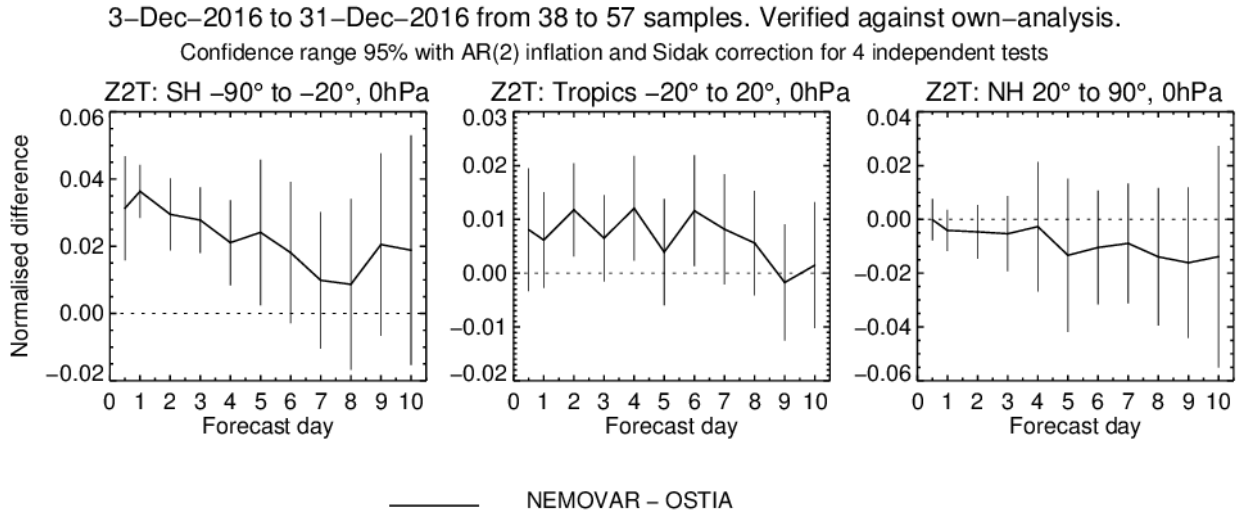 3−Dec−2016 to 31−Dec−2016 from 38 to 57 samples. Verified against own−analysis.
Confidence range 95% with AR(2) inflation and Sidak correction for 4 independent tests
Z2T: SH −90° to −20°, 0hPa
Normalised difference
0.06
0.04
0.02
0.00
−0.02
0 1 2 3 4 5 6 7 8 9 10
Forecast day
Z2T: Tropics −20° to 20°, 0hPa
0.03
0.02
0.01
0.00
−0.01
−0.02
0 1 2 3 4 5 6 7 8 9 10
Forecast day
Z2T: NH 20° to 90°, 0hPa
0.04
0.02
0.00
−0.02
−0.04
−0.06
0 1 2 3 4 5 6 7 8 9 10
Forecast day
NEMOVAR − OSTIA